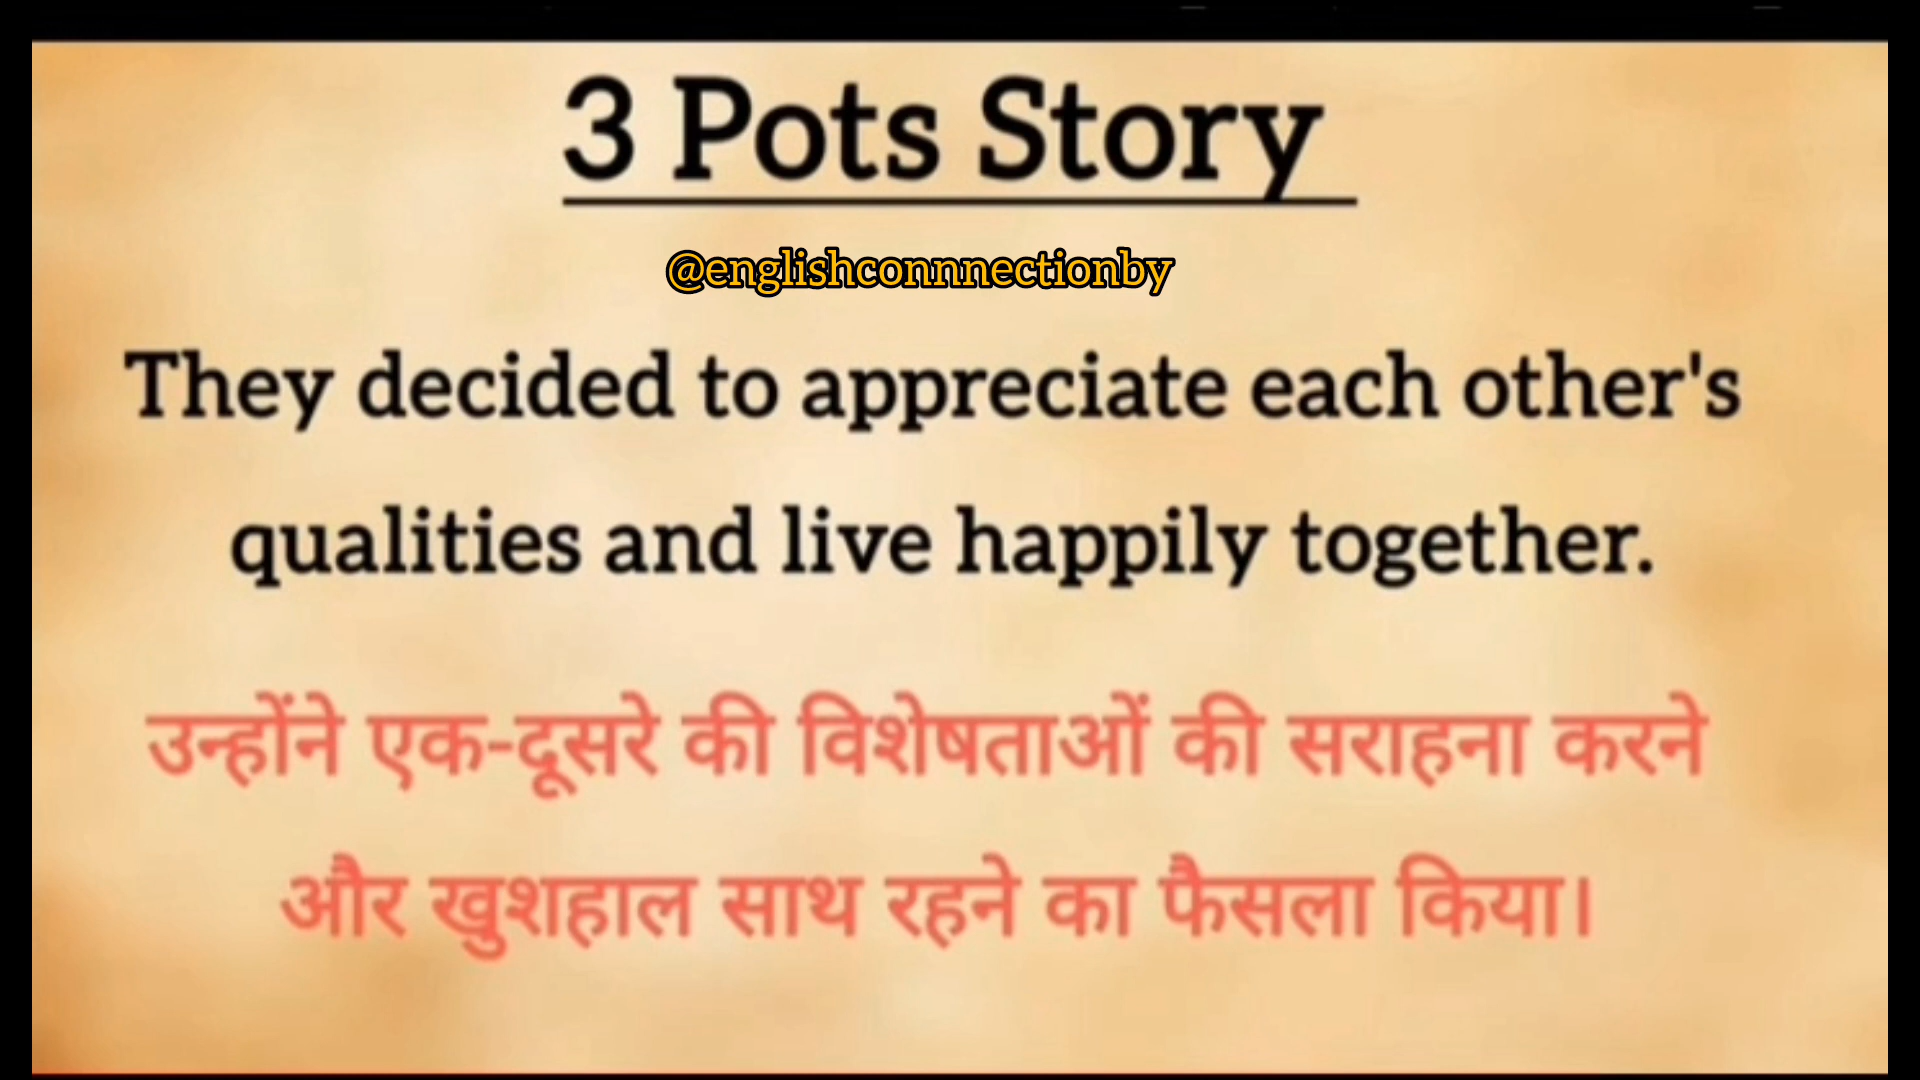 3 Pots Story
@englishconnnectionby
They decided to appreciate each other's
qualities and live happily together.
उन्होंने एक-दूसरे की विशेषताओं की सराहना करने
और खुशहाल साथ रहने का फैसला किया।